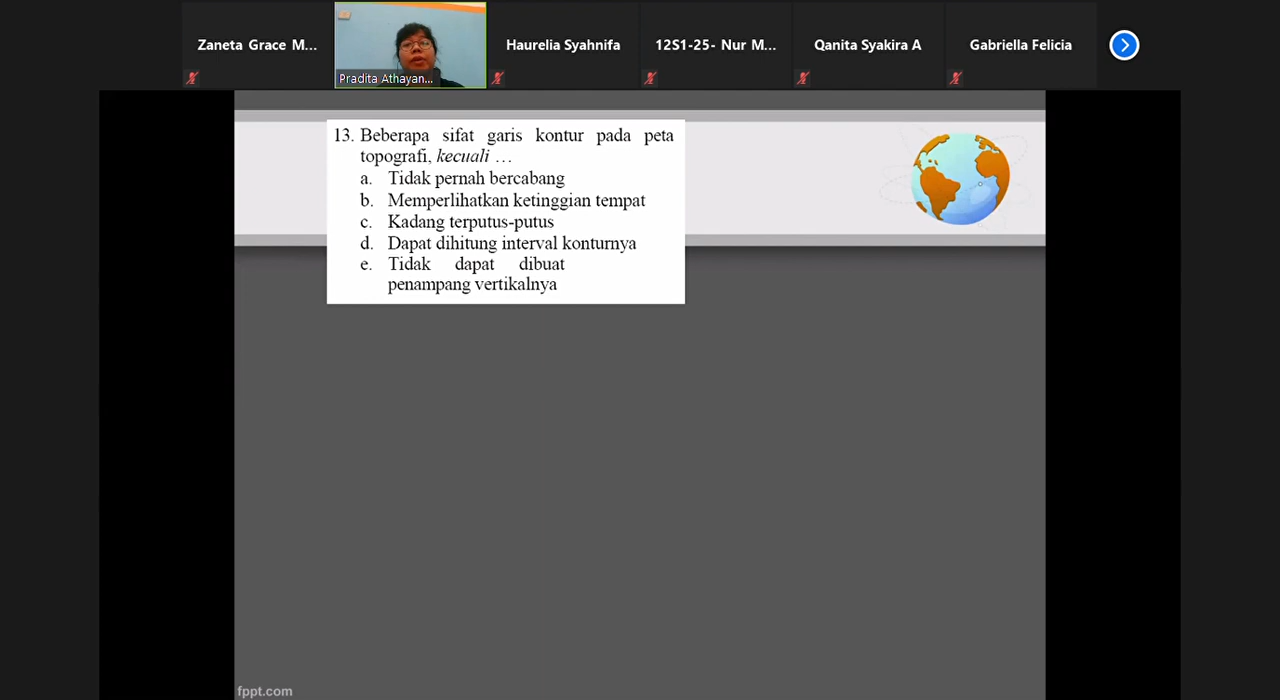 Zaneta Grace M...
Pradita Athayan...
Haurelia Syahnifa
12S1-25- Nur M...
Qanita Syakira A
Gabriella Felicia
13. Beberapa sifat garis kontur pada peta
topografi, kecuali …
a. Tidak pernah bercabang
b. Memperlihatkan ketinggian tempat
c. Kadang terputus-putus
d. Dapat dihitung interval konturnya
e. Tidak dapat dibuat
penampang vertikalnya
fppt.com